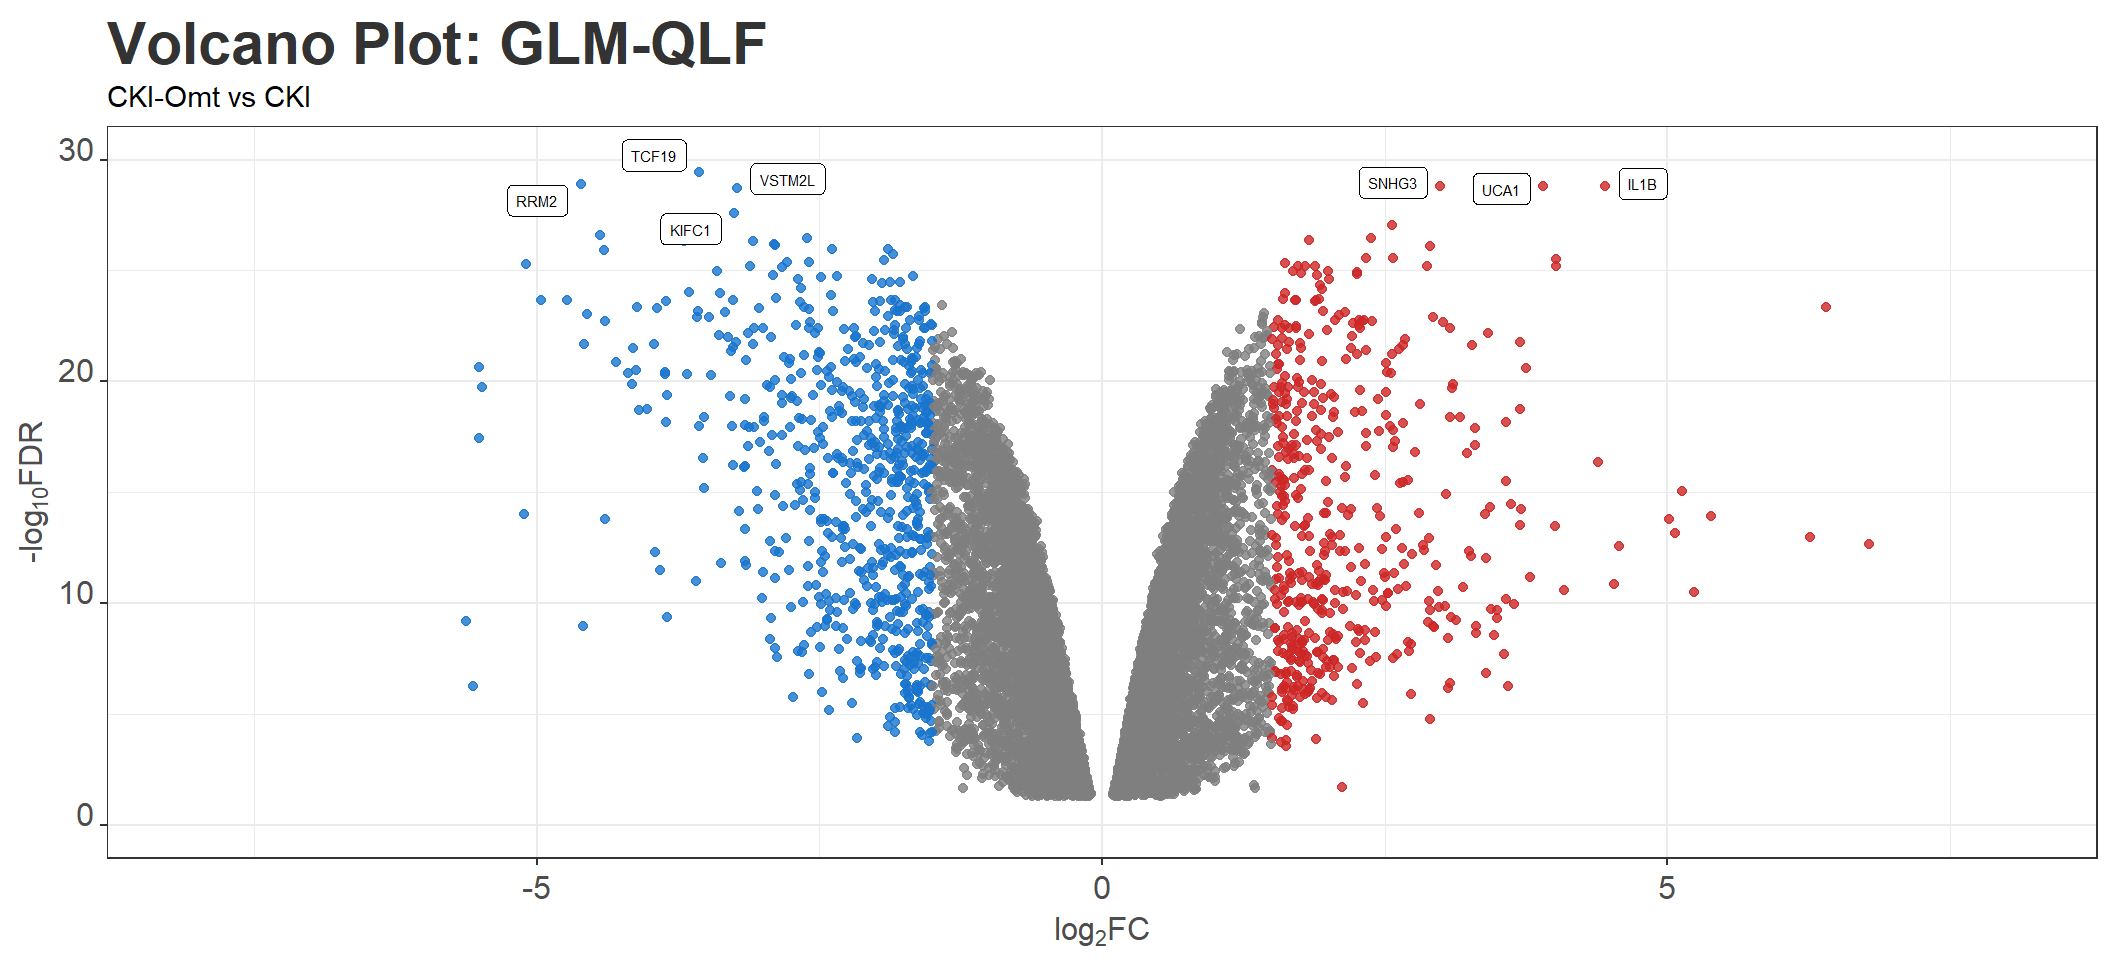 Volcano Plot: GLM-QLF
CKI-Omt vs CKI
30
TCF19
VSTM2L
SNHG3
UCA1
IL1B
RRM2
KIFC1
20
10
0
-log10FDR
-5
0
5
log2FC